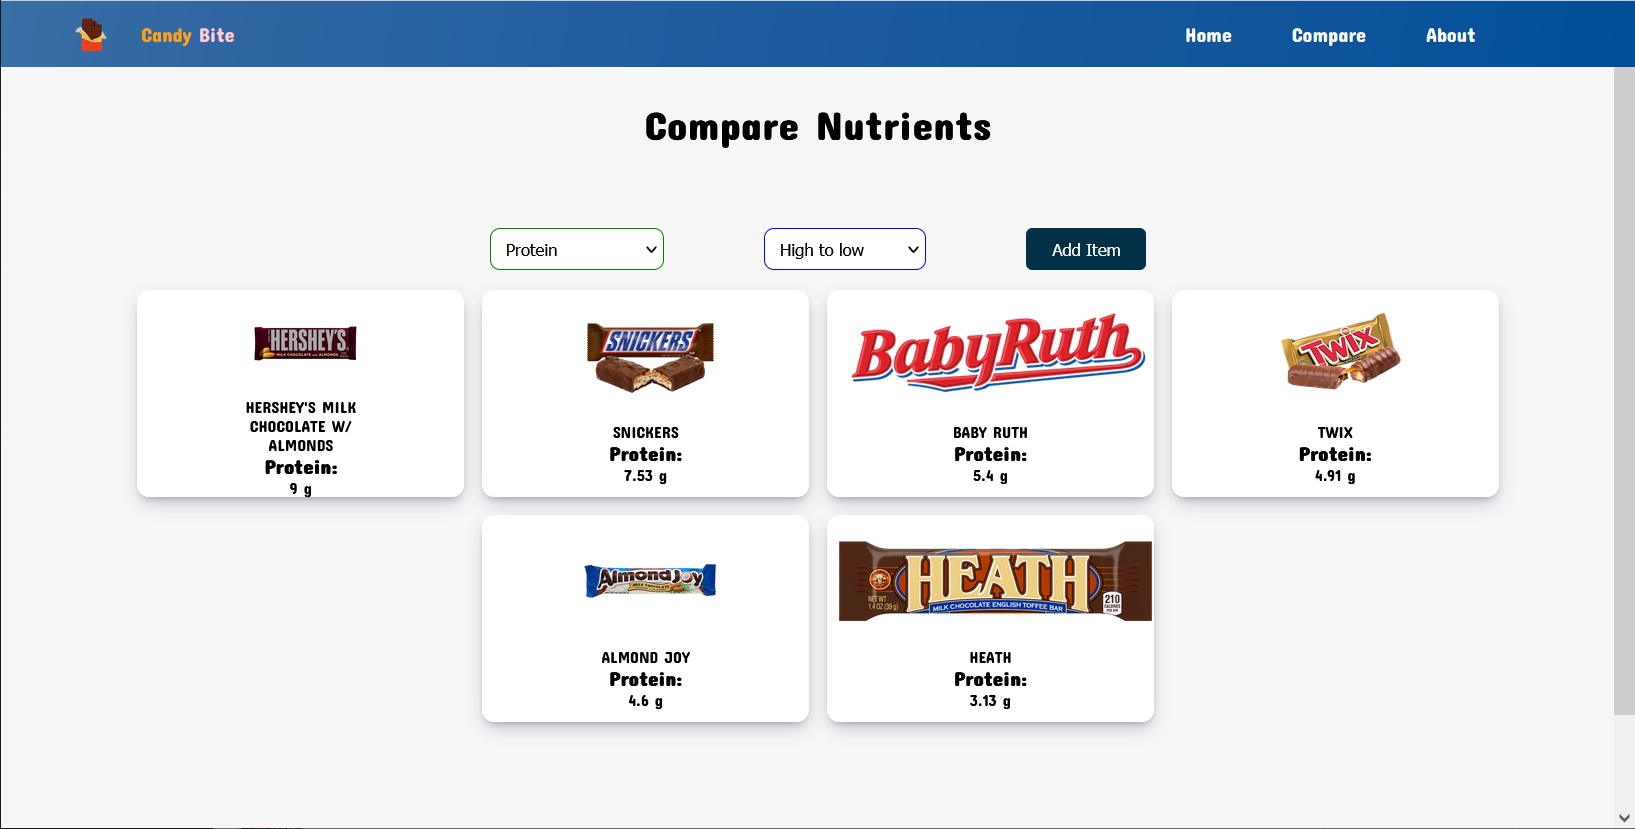 Candy Bite
Home
Compare
About
Compare Nutrients
Protein
High to low
Add Item
HERSHEY'S
MILK CHOCOLATE WITH ALMONDS
HERSHEY'S MILK
CHOCOLATE W/
ALMONDS
Protein:
9 g
SNICKERS
SNICKERS
Protein:
7.53 g
BabyRuth
BABY RUTH
Protein:
5.4 g
TWIX
TWIX
Protein:
4.91 g
Almond Joy
MILK CHOCOLATE
ALMOND JOY
Protein:
4.6 g
HEATH
MILK CHOCOLATE ENGLISH TOFFEE BAR
NET WT
1.4 OZ (39 g)
210
CALORIES
PER BAR
HEATH
Protein:
3.13 g